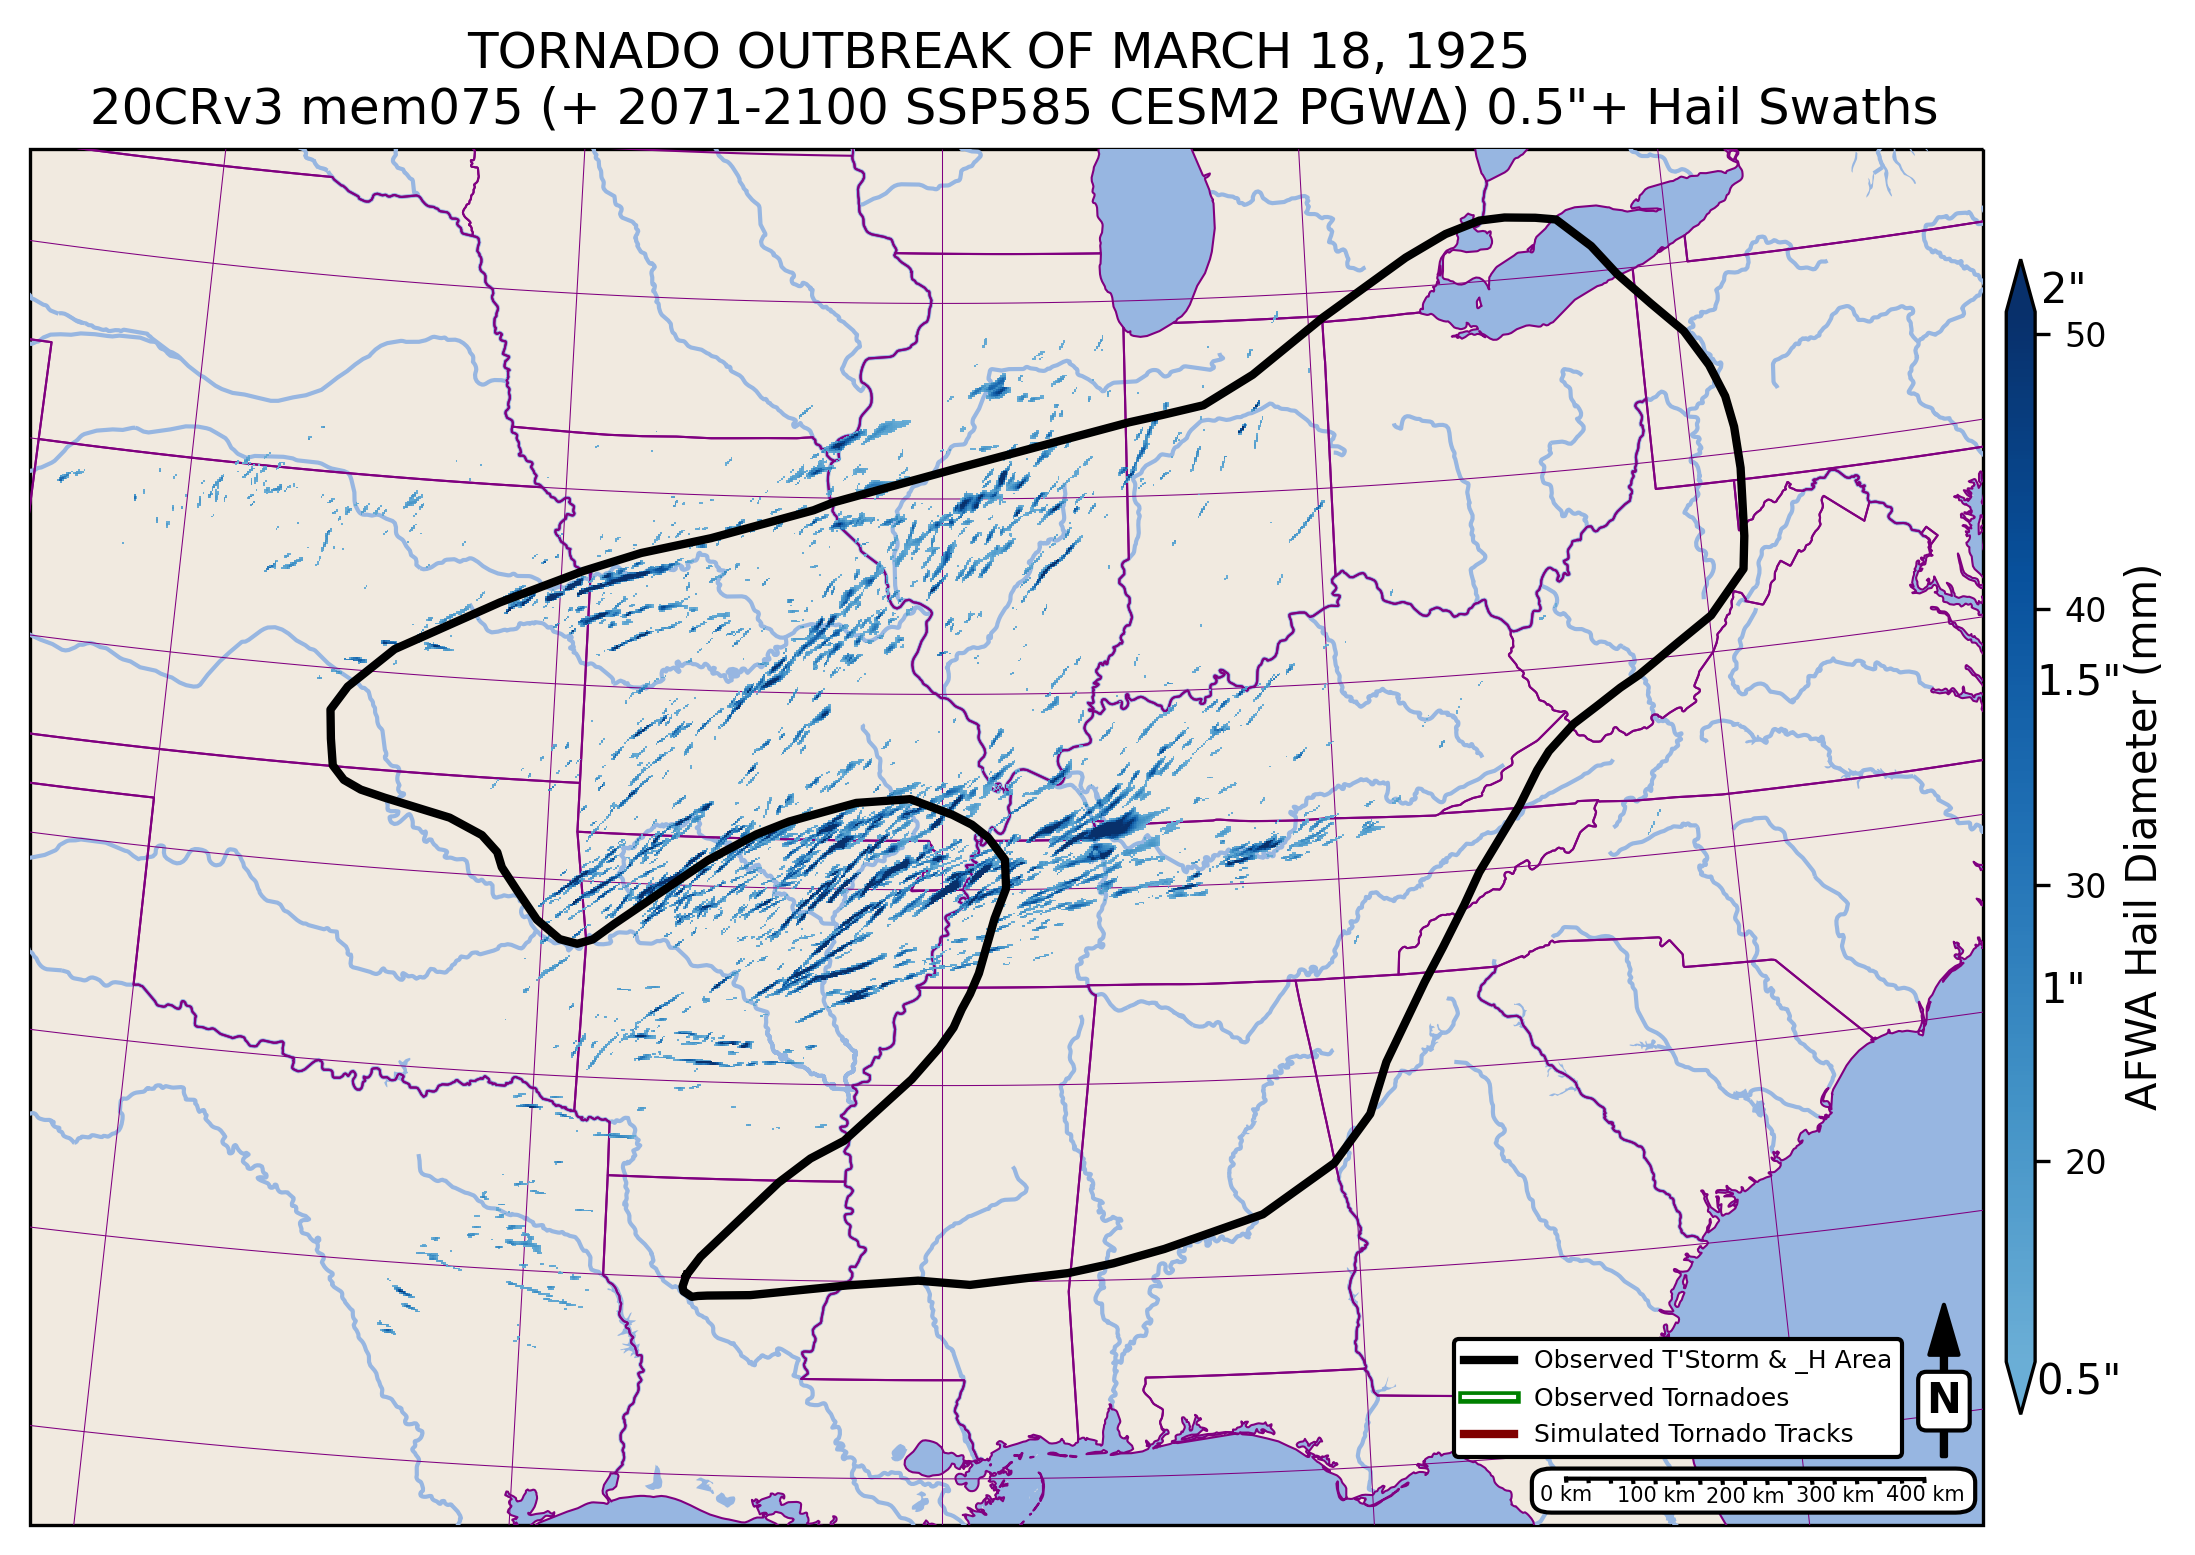 TORNADO OUTBREAK OF MARCH 18, 1925
20CRv3 mem075 (+ 2071-2100 SSP585 CESM2 PGWΔ) 0.5"+ Hail Swaths
2"
50
40
1.5"
30
1"
20
0.5"
AFWA Hail Diameter (mm)
Observed T'Storm & _H Area
Observed Tornadoes
Simulated Tornado Tracks
N
0 km 100 km 200 km 300 km 400 km